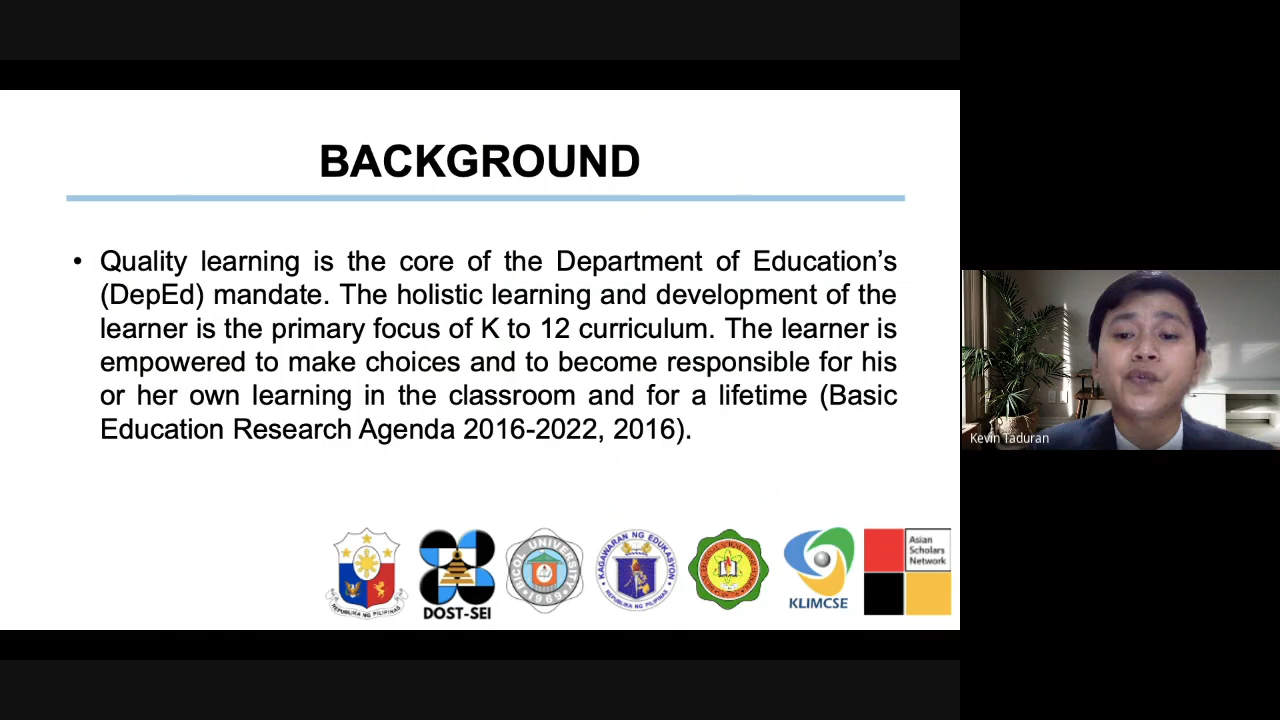 BACKGROUND
• Quality learning is the core of the Department of Education’s
(DepEd) mandate. The holistic learning and development of the
learner is the primary focus of K to 12 curriculum. The learner is
empowered to make choices and to become responsible for his
or her own learning in the classroom and for a lifetime (Basic
Education Research Agenda 2016-2022, 2016).
REPUBLIKA NG PILIPINAS
DOST-SEI
BICOL UNIVERSITY
1969
KAGAWARAN NG EDUKASYON
REPUBLIKA NG PILIPINAS
KLIMCSE
Asian
Scholars
Network
Kevin Taduran